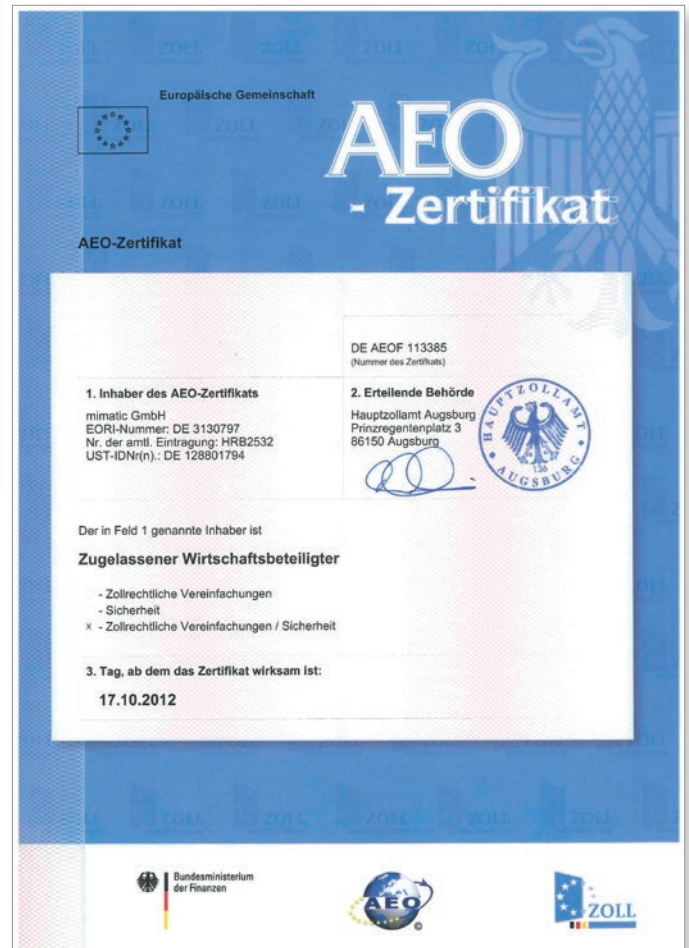 Europäische Gemeinschaft
AEO
- Zertifikat
AEO-Zertifikat
DE AEOF 113385
(Nummer des Zertifikats)
1. Inhaber des AEO-Zertifikats
mimatic GmbH
EORI-Nummer: DE 3130797
Nr. der amtl. Eintragung: HRB2532
UST-IDNr(n).: DE 128801794
2. Erteilende Behörde
Hauptzollamt Augsburg
Prinzregentenplatz 3
86150 Augsburg
HAUPTZOLLAMT
AUGSBURG
136
Der in Feld 1 genannte Inhaber ist
Zugelassener Wirtschaftsbeteiligter
- Zollrechtliche Vereinfachungen
- Sicherheit
x - Zollrechtliche Vereinfachungen / Sicherheit
3. Tag, ab dem das Zertifikat wirksam ist:
17.10.2012
Bundesministerium
der Finanzen
AEO
©
ZOLL